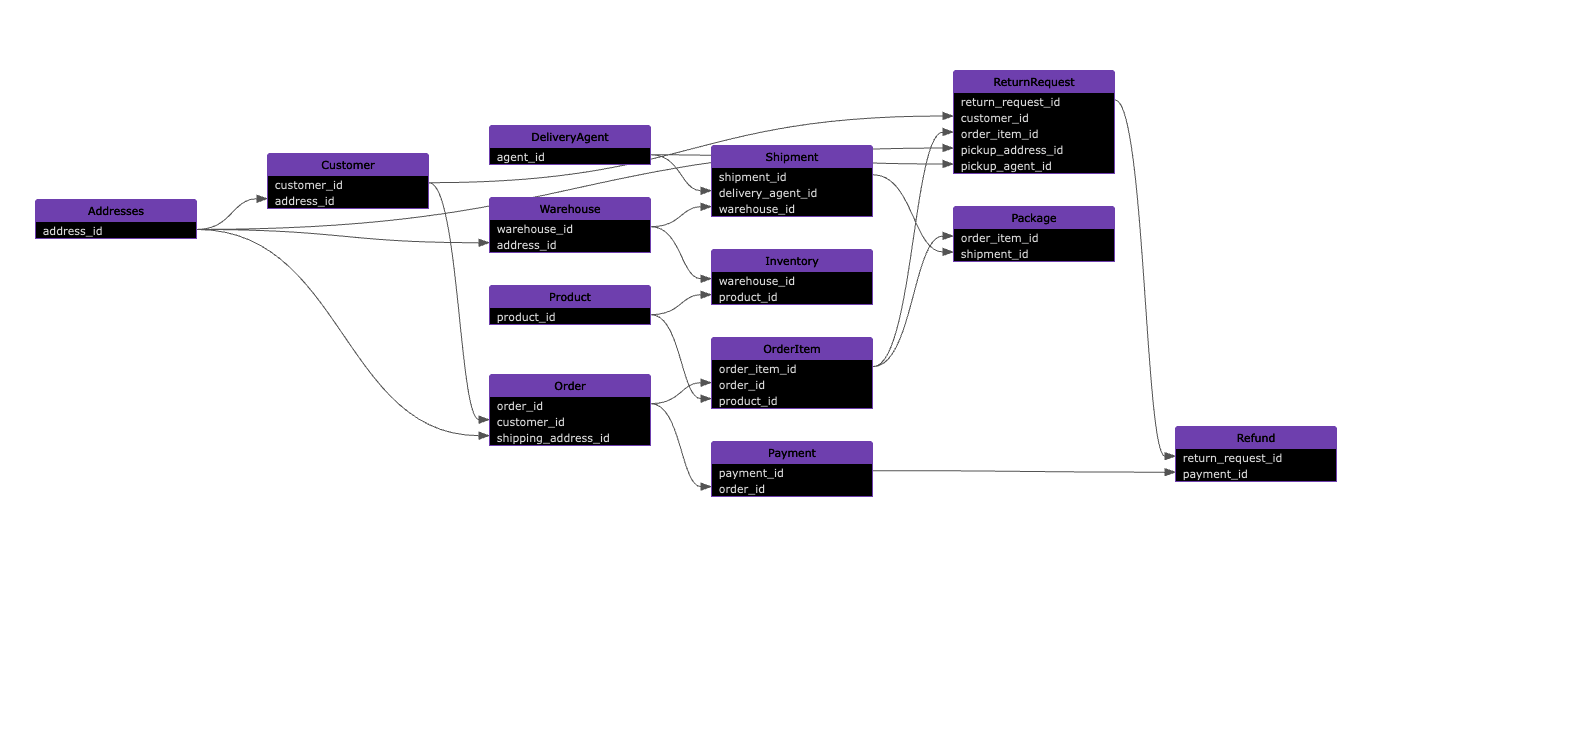 Addresses
address_id
Customer
customer_id
address_id
DeliveryAgent
agent_id
Warehouse
warehouse_id
address_id
Product
product_id
Order
order_id
customer_id
shipping_address_id
Shipment
shipment_id
delivery_agent_id
warehouse_id
Inventory
warehouse_id
product_id
OrderItem
order_item_id
order_id
product_id
Payment
payment_id
order_id
ReturnRequest
return_request_id
customer_id
order_item_id
pickup_address_id
pickup_agent_id
Package
order_item_id
shipment_id
Refund
return_request_id
payment_id